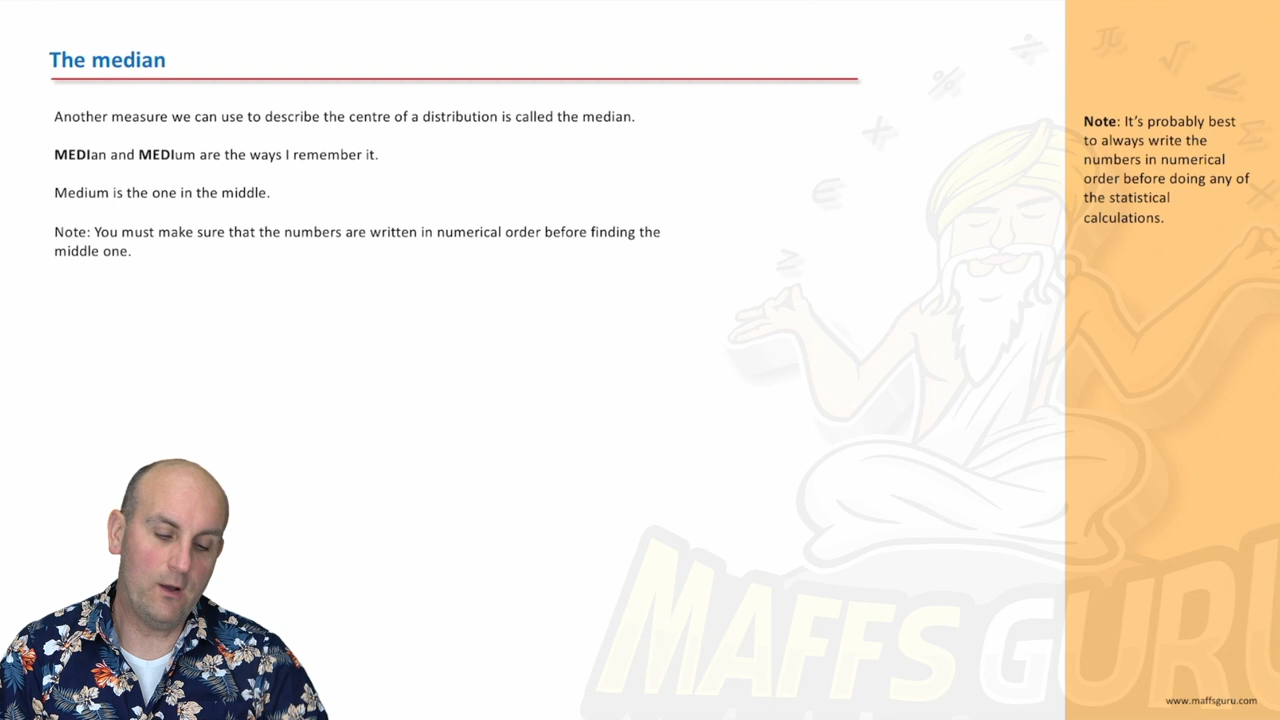 The median
Another measure we can use to describe the centre of a distribution is called the median.
MEDIan and MEDIum are the ways I remember it.
Medium is the one in the middle.
Note: You must make sure that the numbers are written in numerical order before finding the
middle one.
Note: It’s probably best
to always write the
numbers in numerical
order before doing any of
the statistical
calculations.
MAFFS GURU
www.maffsguru.com